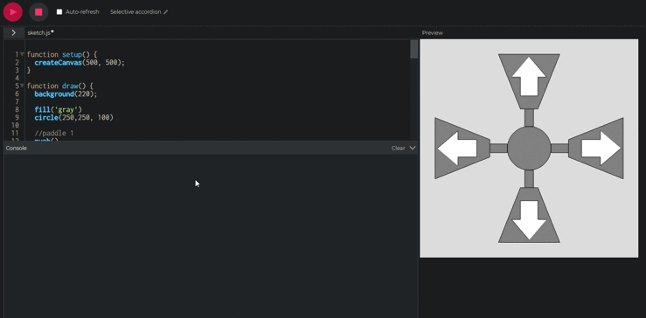 Auto-refresh
Selective accordion
sketch.js*
Preview
1 function setup() {
2 createCanvas(500, 500);
3 }
4
5 function draw() {
6 background(220);
7
8 fill('gray')
9 circle(250,250, 100)
10
11 //paddle 1
12 push()
Console
Clear